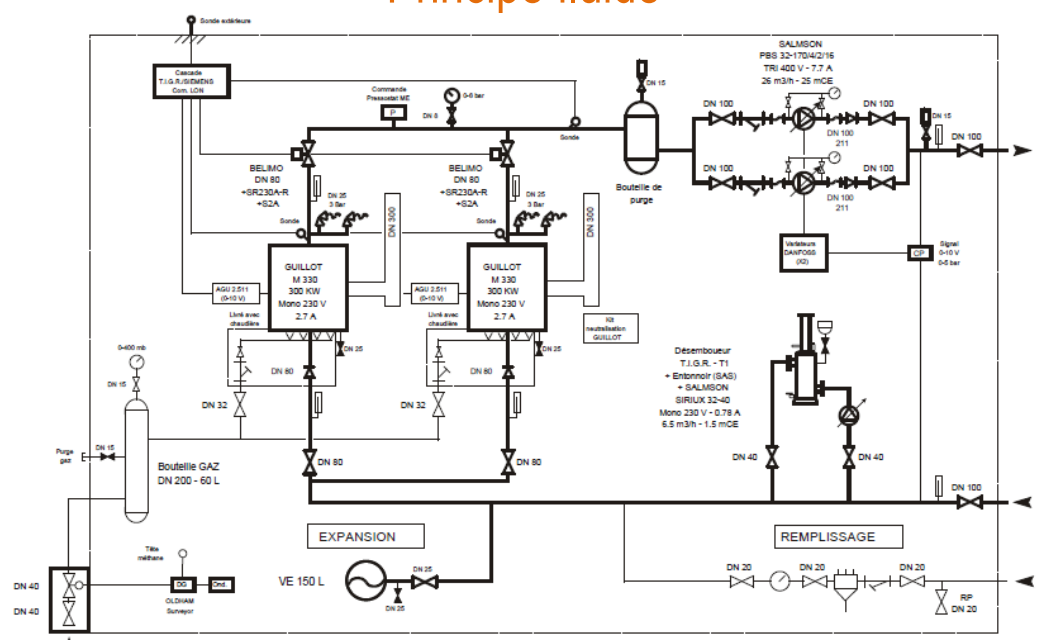 Principe fluide
Sonde extérieure
Cascade
T.I.G.R./SIEMENS
Com. LON
Commande
Pressostat ME
P
0-6 bar
DN 8
Sonde
DN 15
Bouteille de
purge
SALMSON
PBS 32-170/4/2/16
TRI 400 V - 7.7 A
26 m3/h - 25 mCE
DN 100
DN 100
DN 100
211
DN 100
DN 100
DN 100
211
DN 15
DN 100
BELIMO
DN 80
+SR230A-R
+S2A
DN 25
3 Bar
Sonde
DN 300
BELIMO
DN 80
+SR230A-R
+S2A
DN 25
3 Bar
Sonde
DN 300
Variateurs
DANFOSS
(X2)
CP
Signal
0-10 V
0-6 bar
GUILLOT
M 330
300 KW
Mono 230 V
2.7 A
AGU 2.511
(0-10 V)
Livré avec
chaudière
DN 25
DN 80
DN 32
DN 80
GUILLOT
M 330
300 KW
Mono 230 V
2.7 A
AGU 2.511
(0-10 V)
Livré avec
chaudière
DN 25
DN 80
DN 32
DN 80
Kit
neutralisation
GUILLOT
Désemboueur
T.I.G.R. - T1
+ Entonnoir (SAS)
+ SALMSON
SIRIUX 32-40
Mono 230 V - 0.78 A
6.5 m3/h - 1.5 mCE
DN 40
DN 40
DN 100
0-400 mb
DN 15
Purge
gaz
DN 15
Bouteille GAZ
DN 200 - 60 L
Tête
méthane
DG
Ond.
OLDHAM
Surveyor
DN 40
DN 40
EXPANSION
VE 150 L
DN 25
DN 25
REMPLISSAGE
DN 20
DN 20
DN 20
RP
DN 20